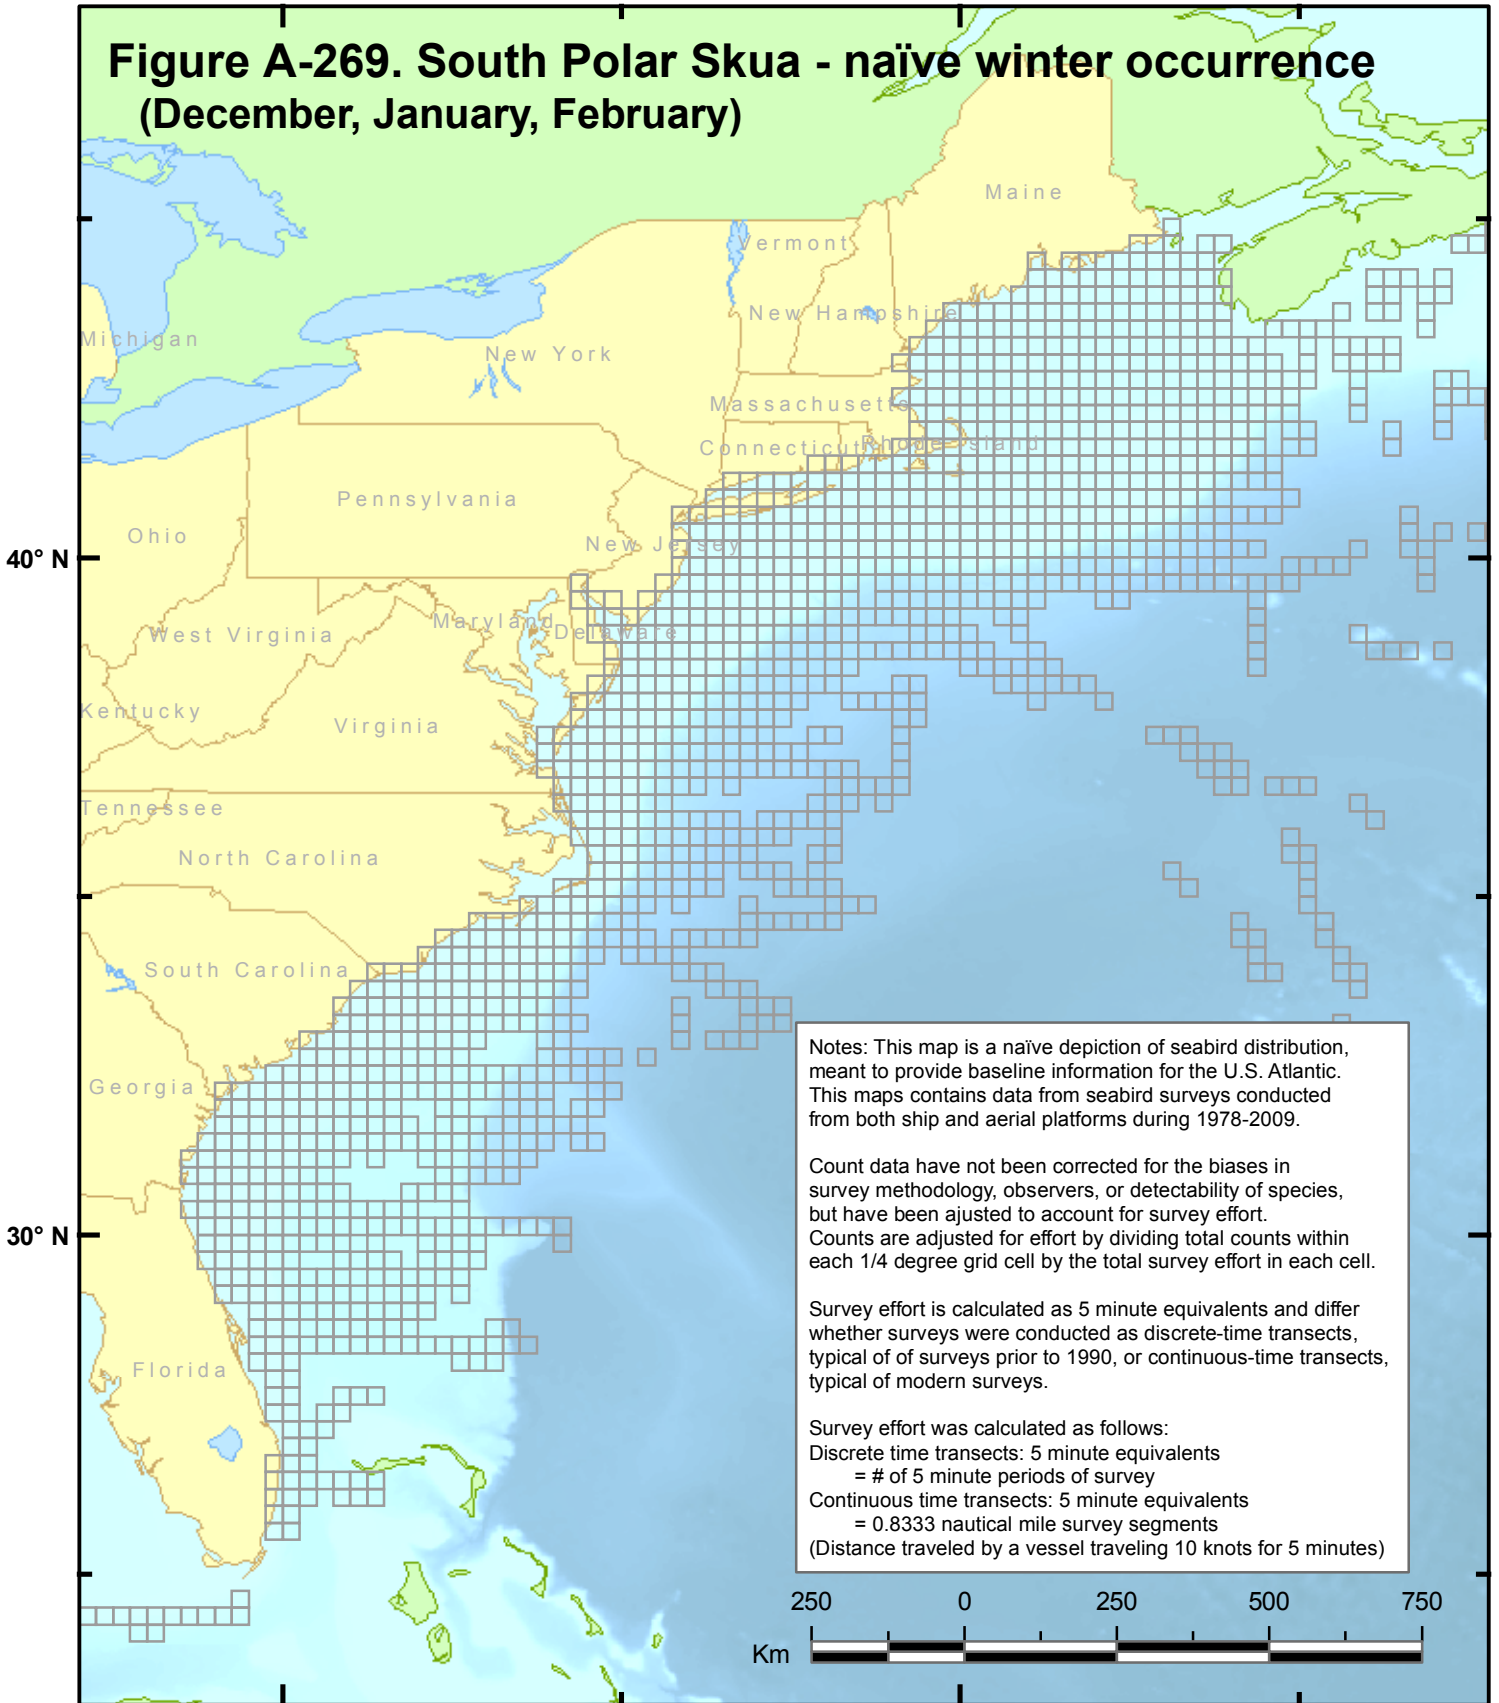 Figure A-269. South Polar Skua - naïve winter occurrence
(December, January, February)
Maine
Vermont
New Hampshire
Michigan
New York
Massachusetts
Connecticut
Rhode Island
Pennsylvania
Ohio
New Jersey
40° N
Maryland
Delaware
West Virginia
Kentucky
Virginia
Tennessee
North Carolina
South Carolina
Georgia
30° N
Florida
Notes: This map is a naïve depiction of seabird distribution,
meant to provide baseline information for the U.S. Atlantic.
This maps contains data from seabird surveys conducted
from both ship and aerial platforms during 1978-2009.
Count data have not been corrected for the biases in
survey methodology, observers, or detectability of species,
but have been ajusted to account for survey effort.
Counts are adjusted for effort by dividing total counts within
each 1/4 degree grid cell by the total survey effort in each cell.
Survey effort is calculated as 5 minute equivalents and differ
whether surveys were conducted as discrete-time transects,
typical of of surveys prior to 1990, or continuous-time transects,
typical of modern surveys.
Survey effort was calculated as follows:
Discrete time transects: 5 minute equivalents
= # of 5 minute periods of survey
Continuous time transects: 5 minute equivalents
= 0.8333 nautical mile survey segments
(Distance traveled by a vessel traveling 10 knots for 5 minutes)
250 0 250 500 750
Km